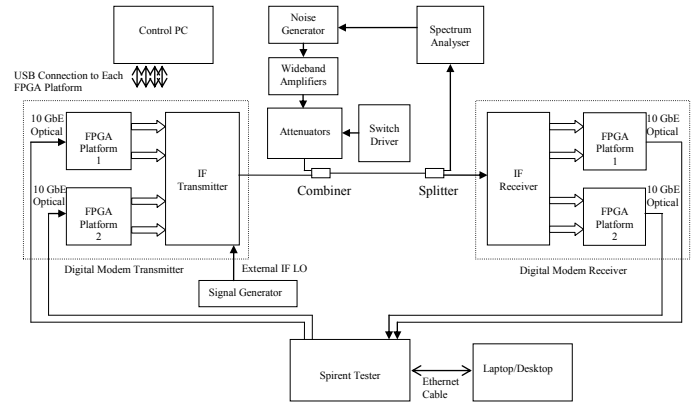 Control PC
Noise
Generator
Spectrum
Analyser
USB Connection to Each
FPGA Platform
Wideband
Amplifiers
10 GbE
Optical
FPGA
Platform
1
IF
Transmitter
Attenuators
Switch
Driver
IF
Receiver
FPGA
Platform
1
10 GbE
Optical
Combiner
Splitter
10 GbE
Optical
FPGA
Platform
2
FPGA
Platform
2
10 GbE
Optical
Digital Modem Transmitter
External IF LO
Digital Modem Receiver
Signal Generator
Spirent Tester
Ethernet
Cable
Laptop/Desktop